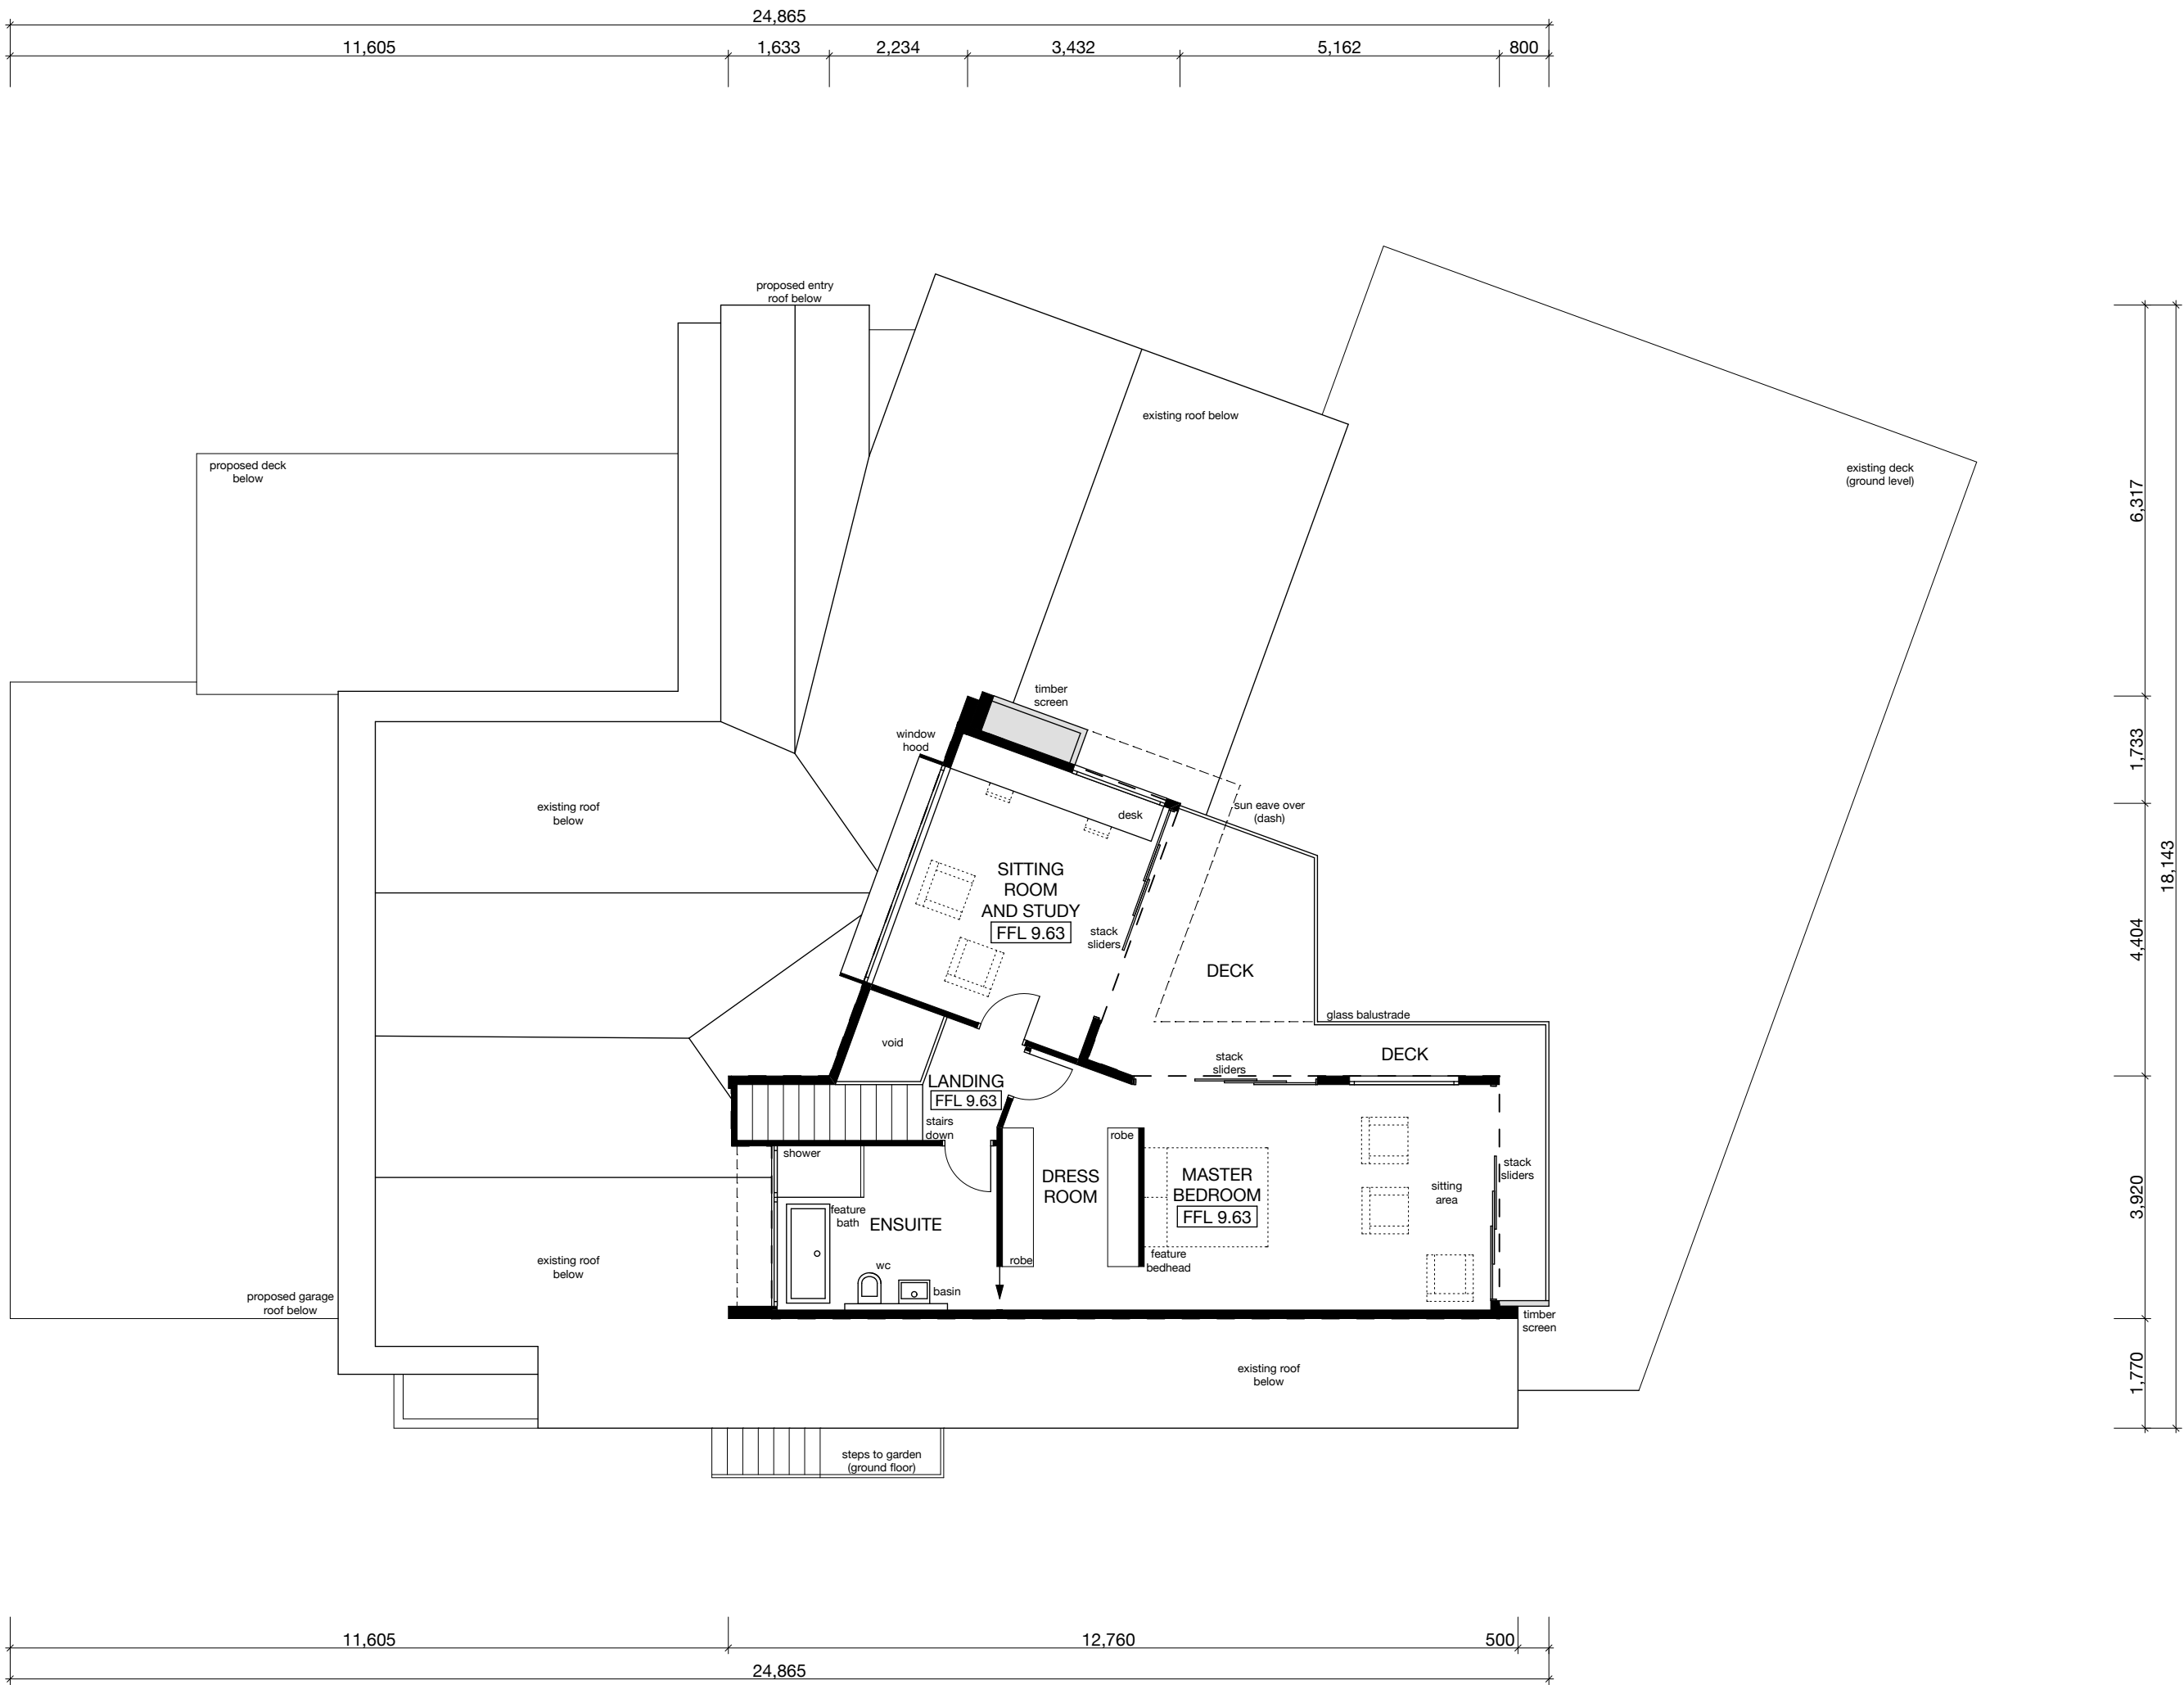 24,865
11,605
1,633
2,234
3,432
5,162
800
proposed entry
roof below
existing roof below
proposed deck
below
existing deck
(ground level)
6,317
timber
screen
window
hood
1,733
existing roof
below
desk
sun eave over
(dash)
SITTING
ROOM
AND STUDY
FFL 9.63
stack
sliders
18,143
4,404
DECK
glass balustrade
void
DECK
stack
sliders
LANDING
FFL 9.63
stairs
down
robe
shower
DRESS
ROOM
MASTER
BEDROOM
FFL 9.63
sitting
area
stack
sliders
3,920
feature
bath
ENSUITE
existing roof
below
wc
robe
feature
bedhead
basin
proposed garage
roof below
timber
screen
existing roof
below
1,770
steps to garden
(ground floor)
11,605
12,760
500
24,865